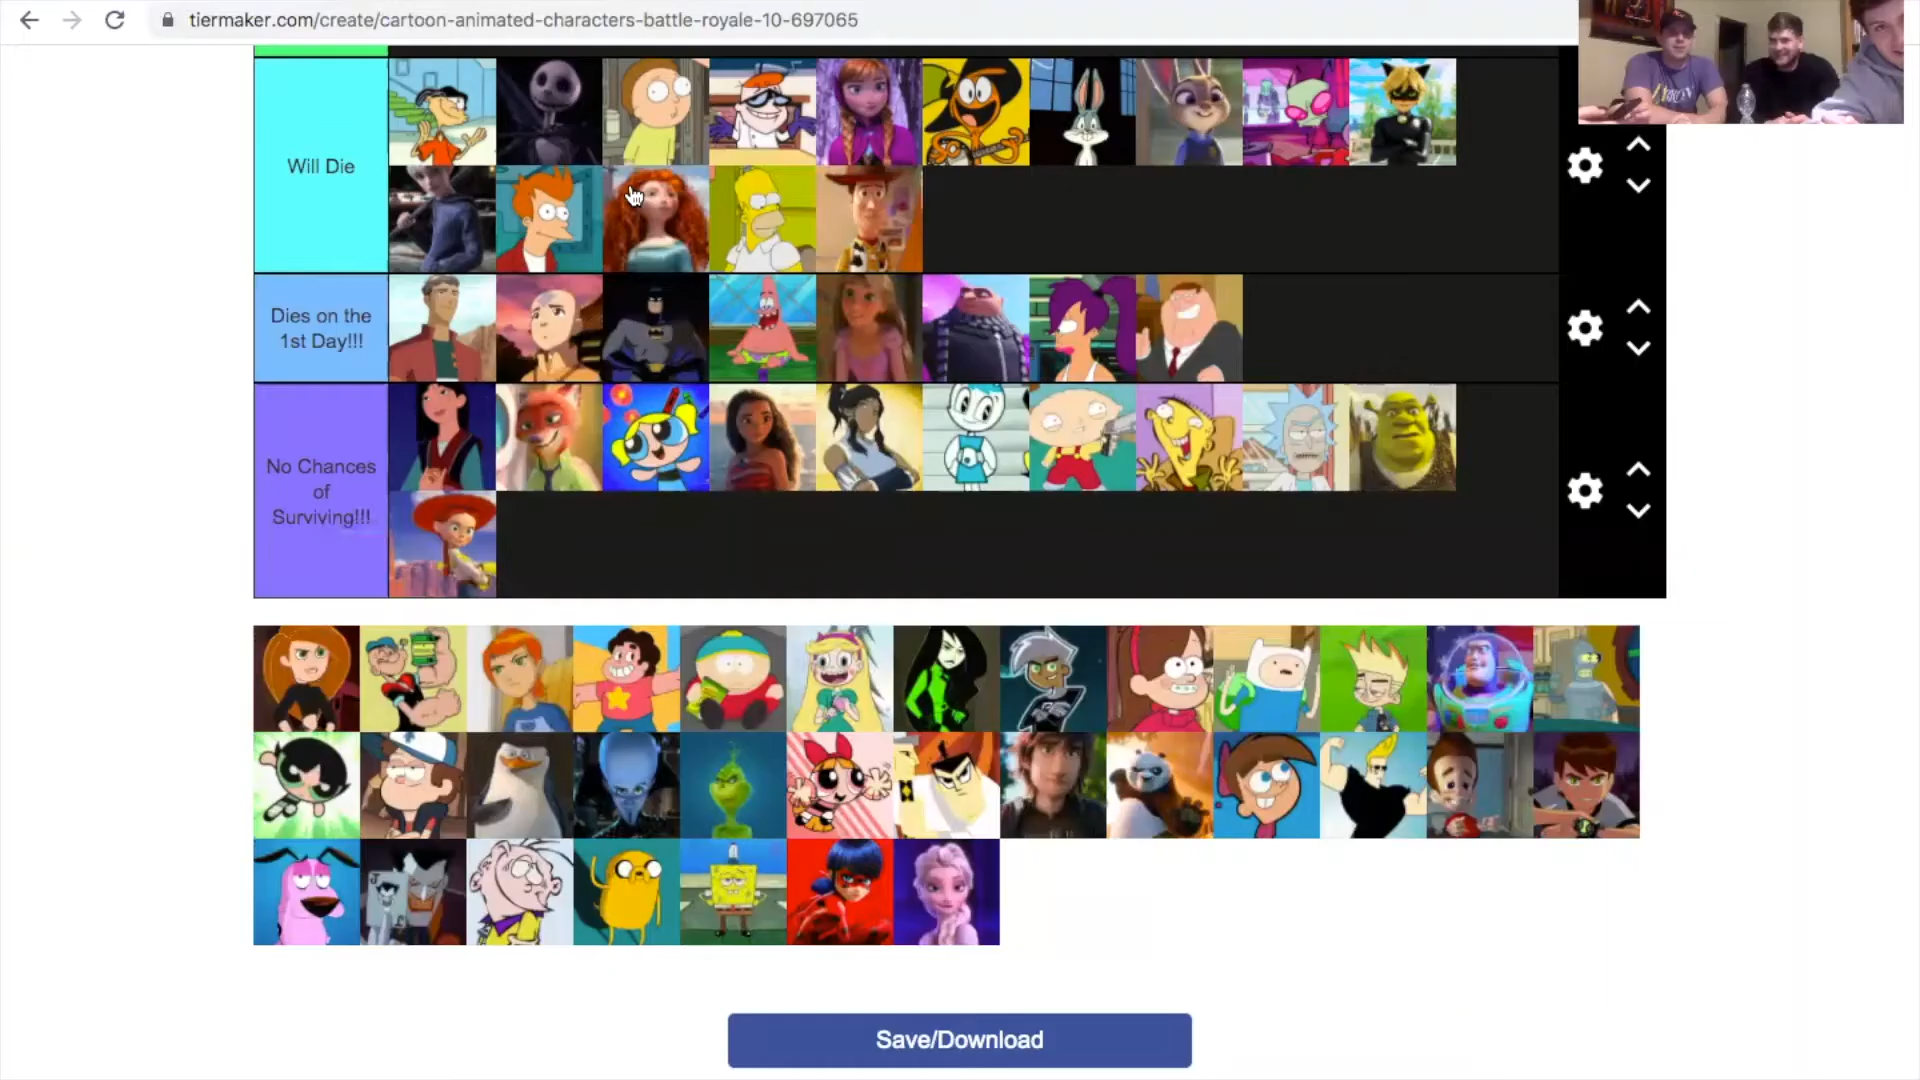 tiermaker.com/create/cartoon-animated-characters-battle-royale-10-697065
Will Die
Dies on the
1st Day!!!
No Chances
of
Surviving!!!
Save/Download